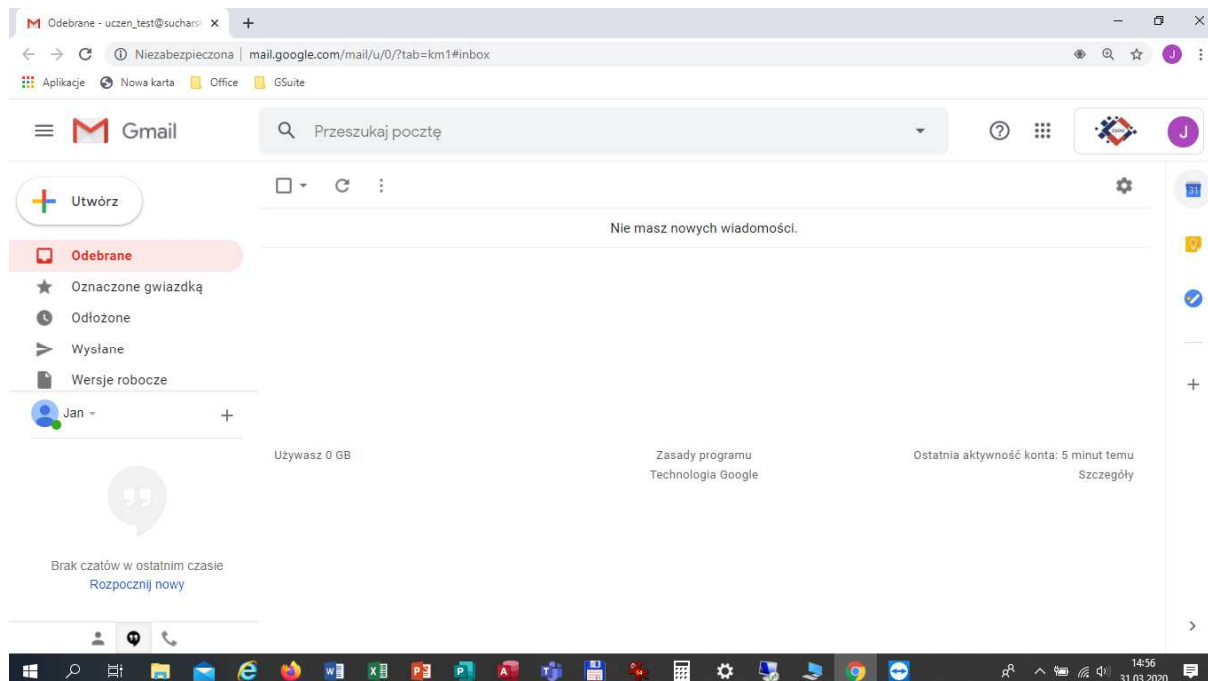 Odebrane - uczen_test@suchars
Niezabezpieczona | mail.google.com/mail/u/0/?tab=km1#inbox
J
Aplikacje Nowa karta Office GSuite
Gmail Przeszukaj pocztę J
Utwórz
31
Nie masz nowych wiadomości.
Odebrane
Oznaczone gwiazdką
Odłożone
Wysłane
Wersje robocze
Jan
Używasz 0 GB Zasady programu Ostatnia aktywność konta: 5 minut temu
Technologia Google Szczegóły
Brak czatów w ostatnim czasie
Rozpocznij nowy
14:56
31.03.2020